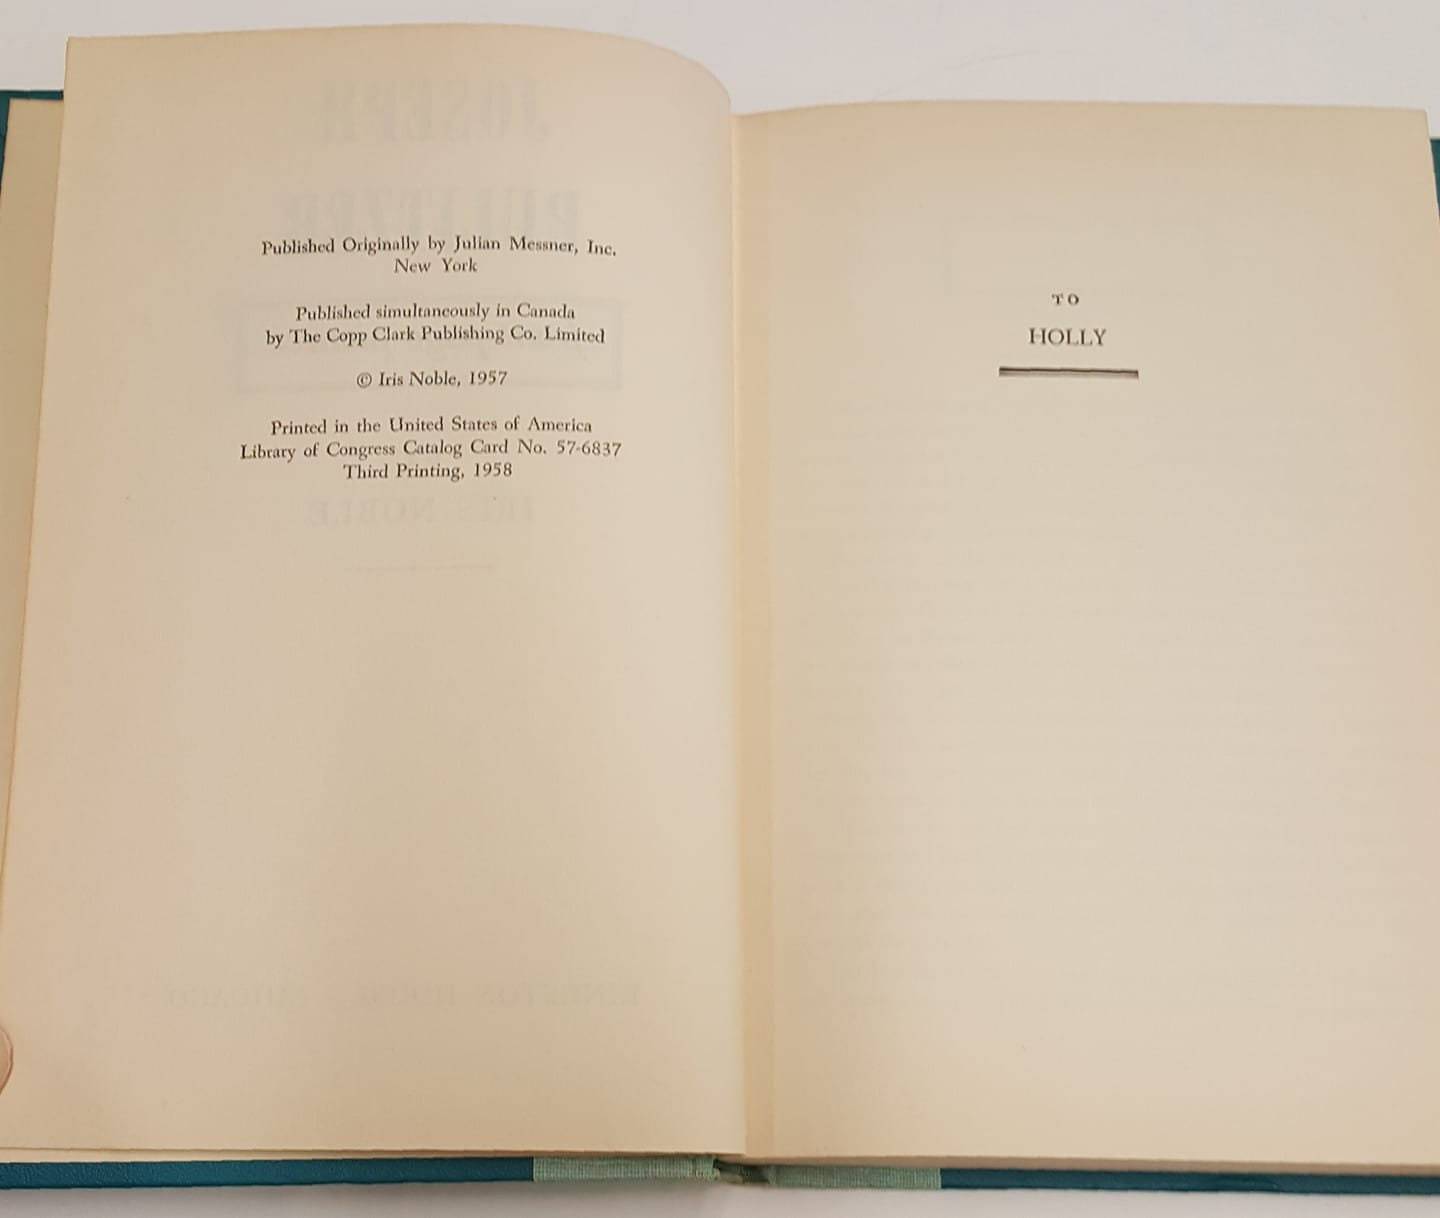 Published Originally by Julian Messner, Inc.
New York
Published simultaneously in Canada
by The Copp Clark Publishing Co. Limited
© Iris Noble, 1957
Printed in the United States of America
Library of Congress Catalog Card No. 57-6837
Third Printing, 1958
TO
HOLLY